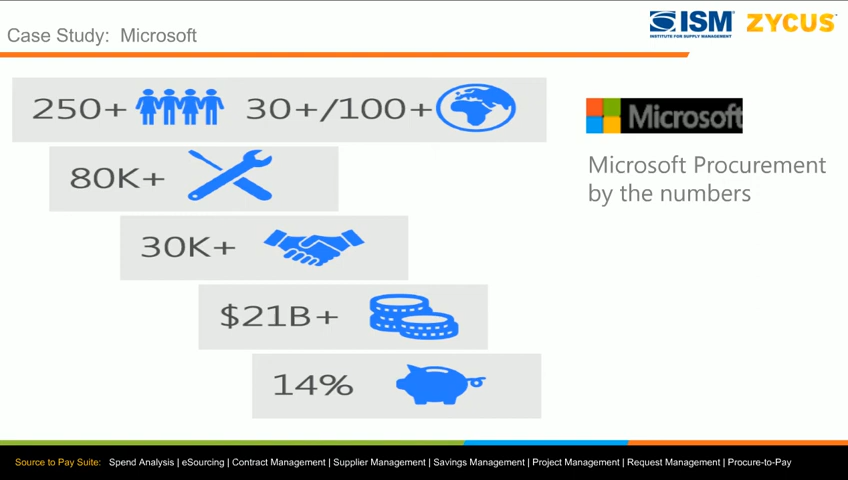 Case Study: Microsoft
ISM
INSTITUTE FOR SUPPLY MANAGEMENT
ZYCUS
250+ 30+/100+
80K+
30K+
$21B+
14%
Microsoft
Microsoft Procurement
by the numbers
Source to Pay Suite: Spend Analysis | eSourcing | Contract Management | Supplier Management | Savings Management | Project Management | Request Management | Procure-to-Pay